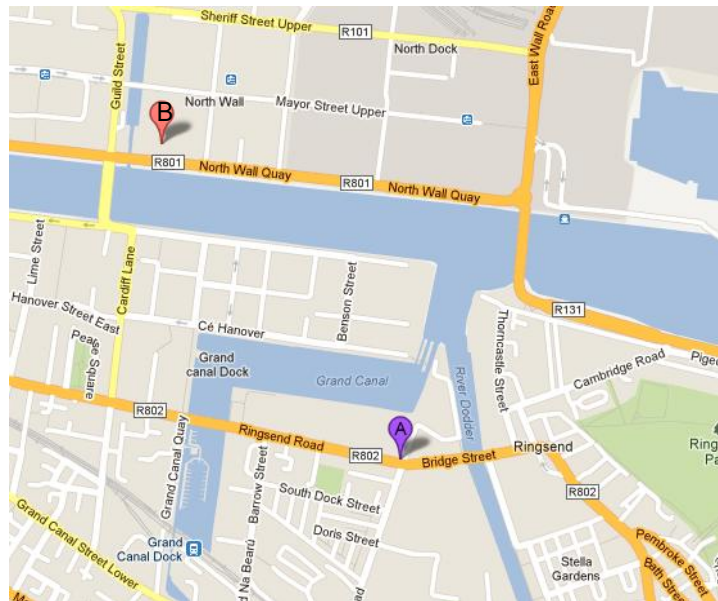 Sheriff Street Upper
R101
North Dock
East Wall Road
Guild Street
North Wall
Mayor Street Upper
B
R801
North Wall Quay
R801
North Wall Quay
Lime Street
Cardiff Lane
Benson Street
Hanover Street East
Cé Hanover
Pearse Square
Grand
canal Dock
Grand Canal
River Dodder
Thorncastle Street
R131
Cambridge Road
R802
Ringsend Road
R802
A
Bridge Street
Ringsend
Grand Canal Quay
Barrow Street
South Dock Street
Doris Street
R802
Grand Canal Street Lower
Grand
Canal Dock
Na Bearú
Stella
Gardens
Pembroke Street
Bath Street